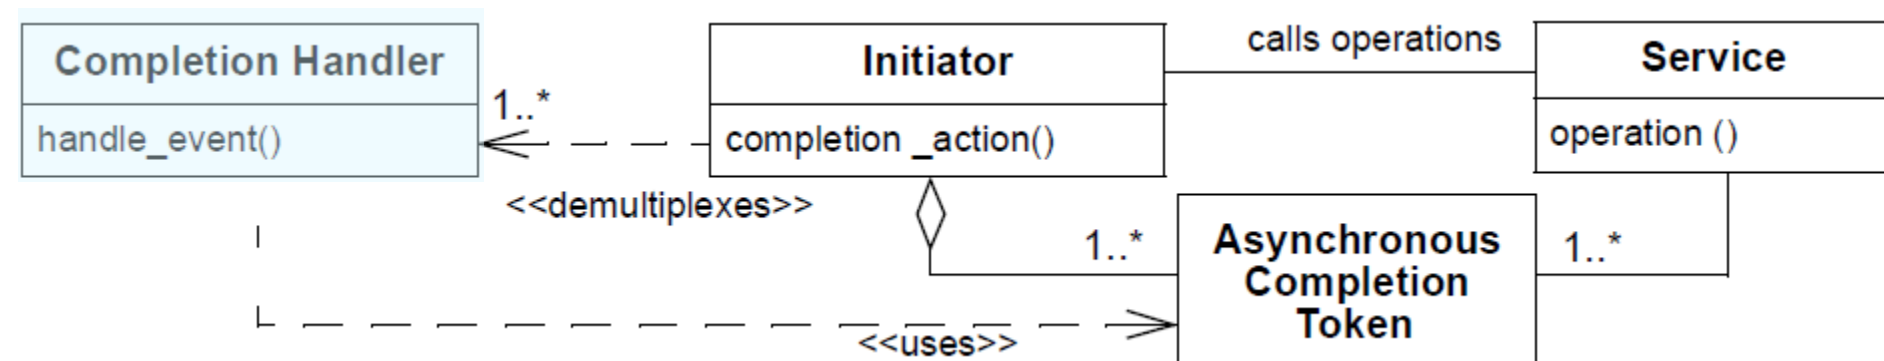 Completion Handler
handle_event()
1..*
<<demultiplexes>>
Initiator
completion _action()
calls operations
Service
operation ()
1..*
Asynchronous
Completion
Token
1..*
<<uses>>